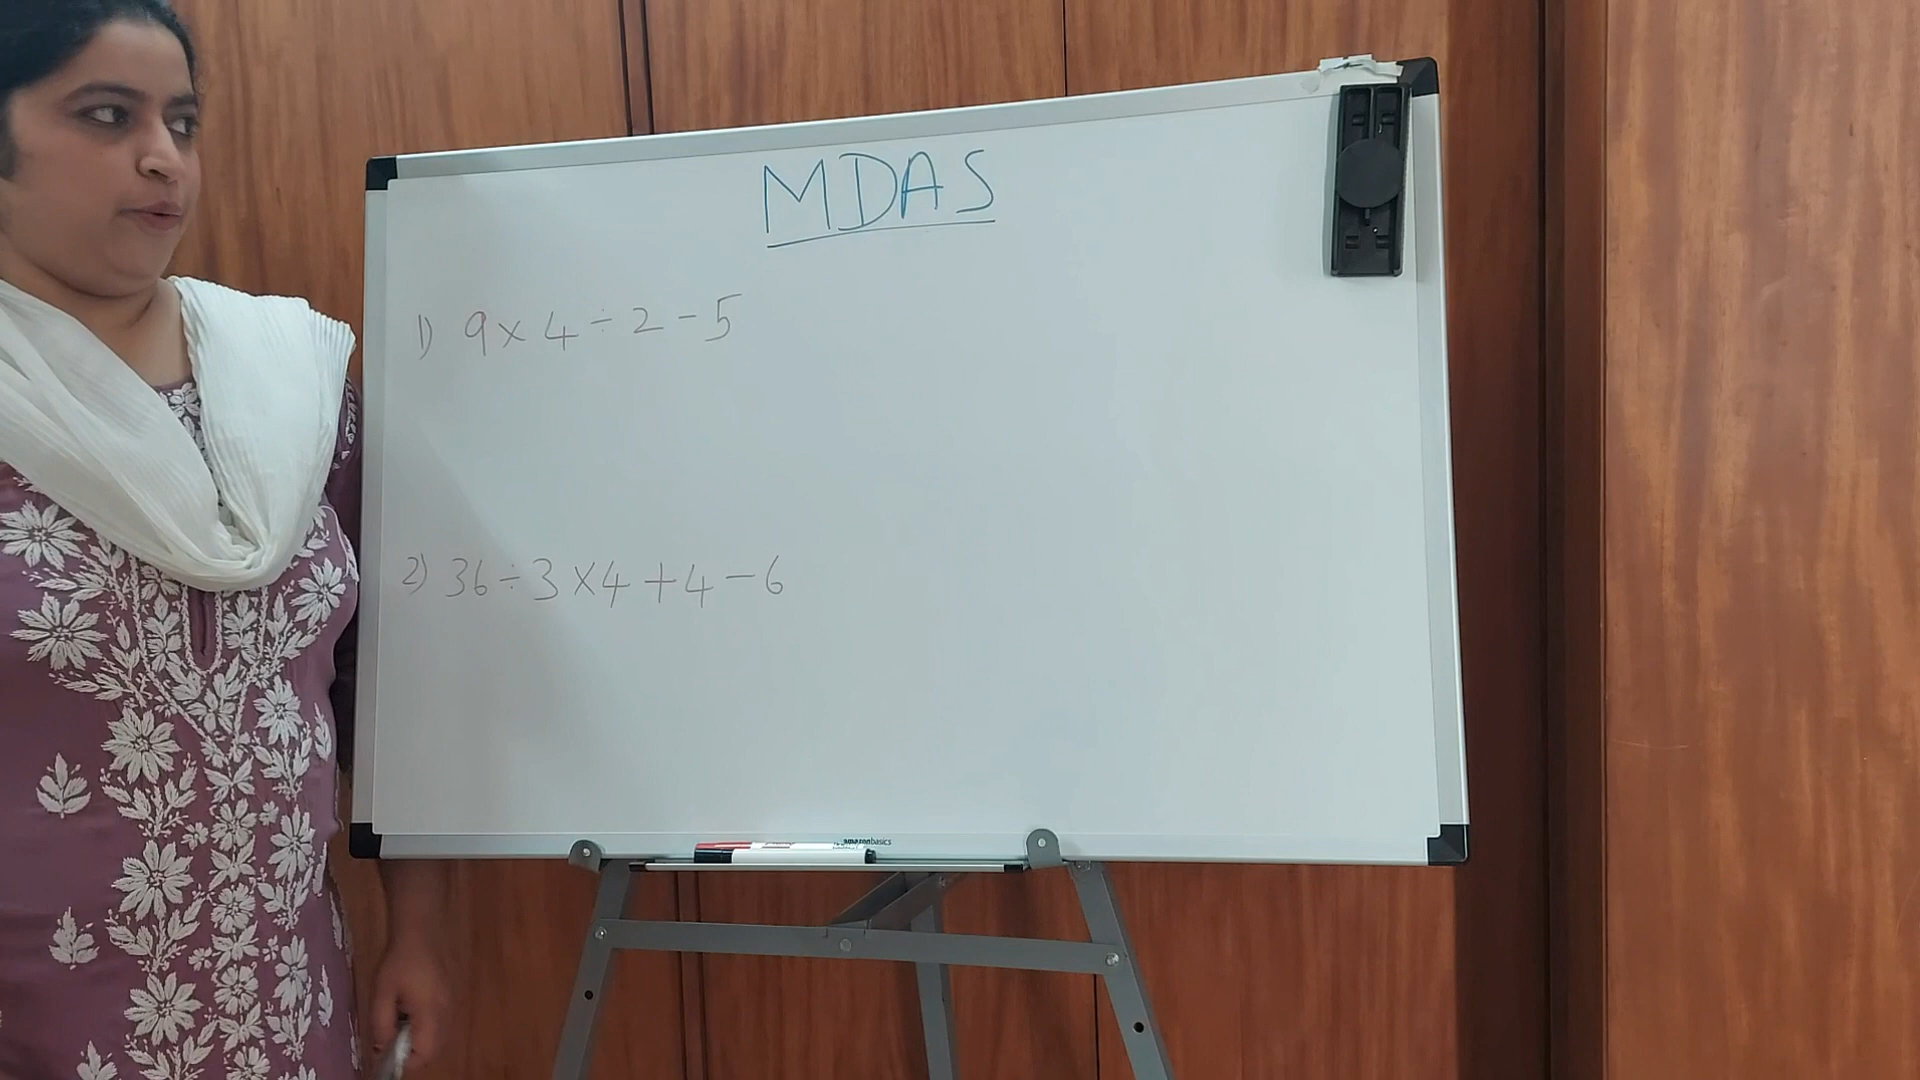 MDAS
1) 9 × 4 ÷ 2 - 5
2) 36 ÷ 3 × 4 + 4 - 6
amazonbasics